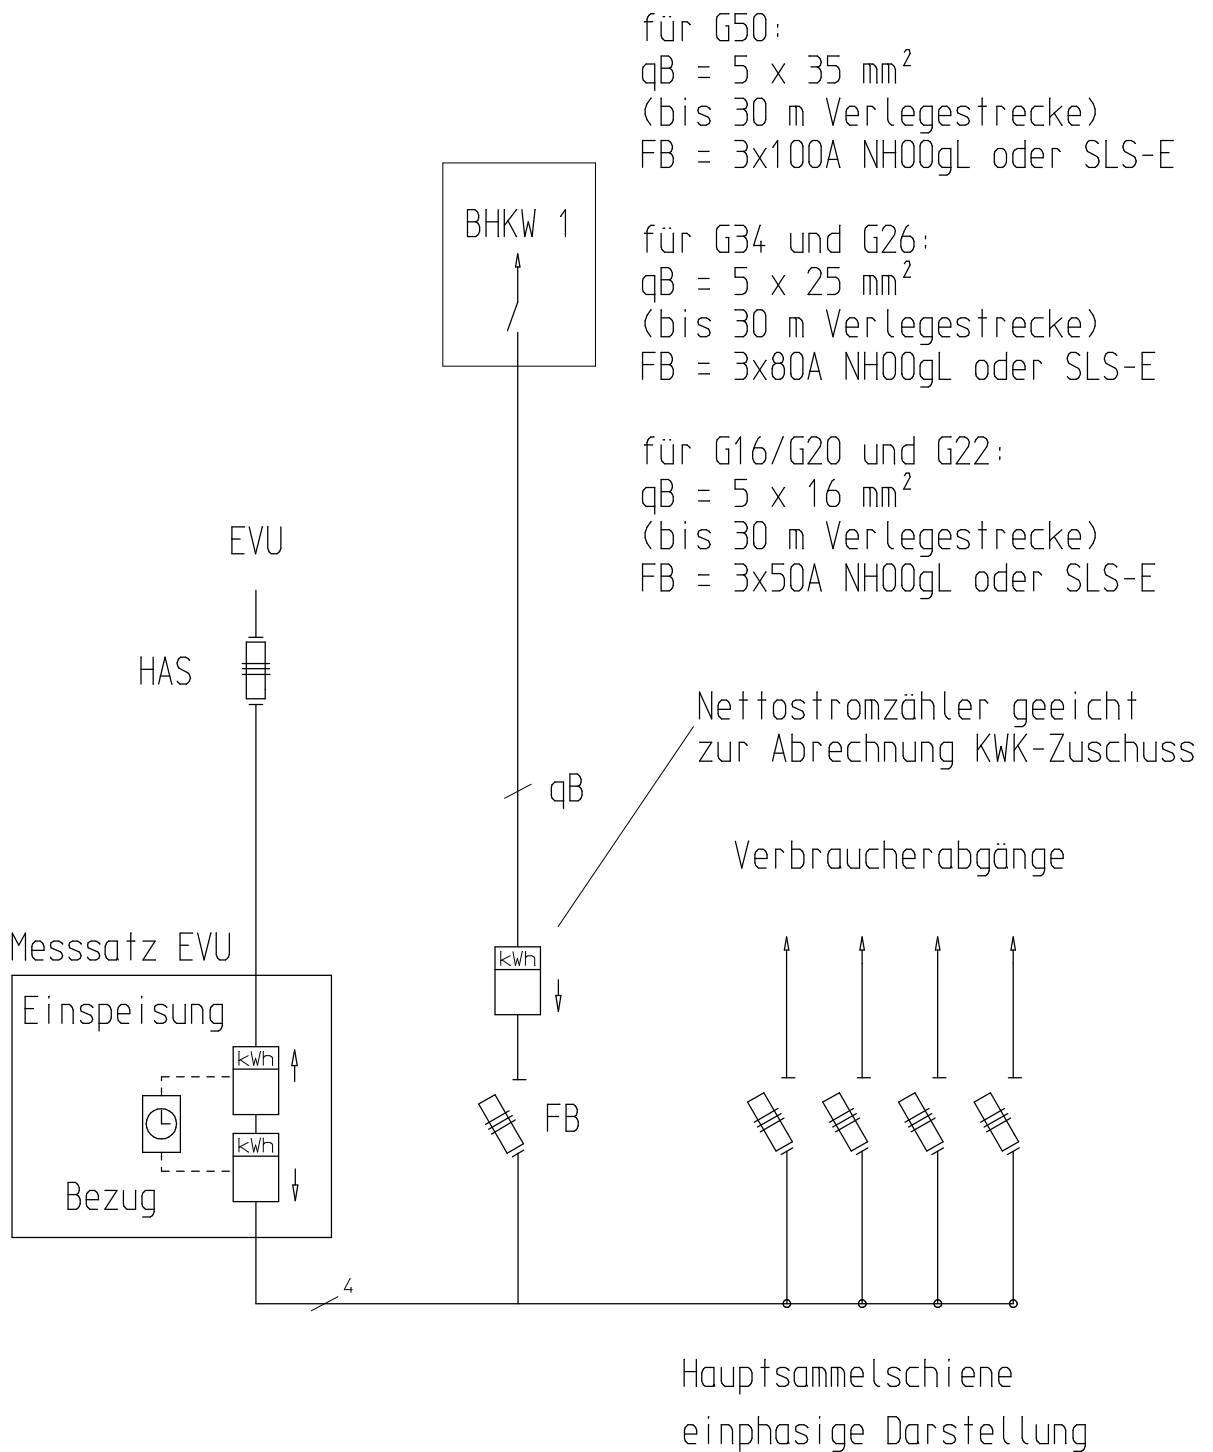 für G50:
qB = 5 x 35 mm²
(bis 30 m Verlegestrecke)
FB = 3x100A NH00gL oder SLS-E
BHKW 1
für G34 und G26:
qB = 5 x 25 mm²
(bis 30 m Verlegestrecke)
FB = 3x80A NH00gL oder SLS-E
für G16/G20 und G22:
qB = 5 x 16 mm²
(bis 30 m Verlegestrecke)
FB = 3x50A NH00gL oder SLS-E
EVU
HAS
Nettostromzähler geeicht
zur Abrechnung KWK-Zuschuss
qB
Verbraucherabgänge
Messsatz EVU
kWh
Einspeisung
kWh
FB
kWh
Bezug
4
Hauptsammelschiene
einphasige Darstellung